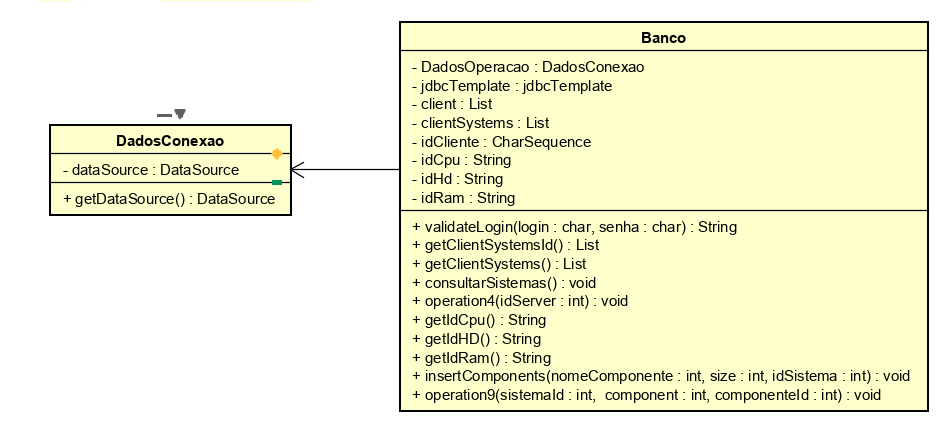 DadosConexao
- dataSource : DataSource
+ getDataSource() : DataSource
Banco
- DadosOperacao : DadosConexao
- jdbcTemplate : jdbcTemplate
- client : List
- clientSystems : List
- idCliente : CharSequence
- idCpu : String
- idHd : String
- idRam : String
+ validateLogin(login : char, senha : char) : String
+ getClientSystemsId() : List
+ getClientSystems() : List
+ consultarSistemas() : void
+ operation4(idServer : int) : void
+ getIdCpu() : String
+ getIdHD() : String
+ getIdRam() : String
+ insertComponents(nomeComponente : int, size : int, idSistema : int) : void
+ operation9(sistemaId : int,  component : int, componenteId : int) : void